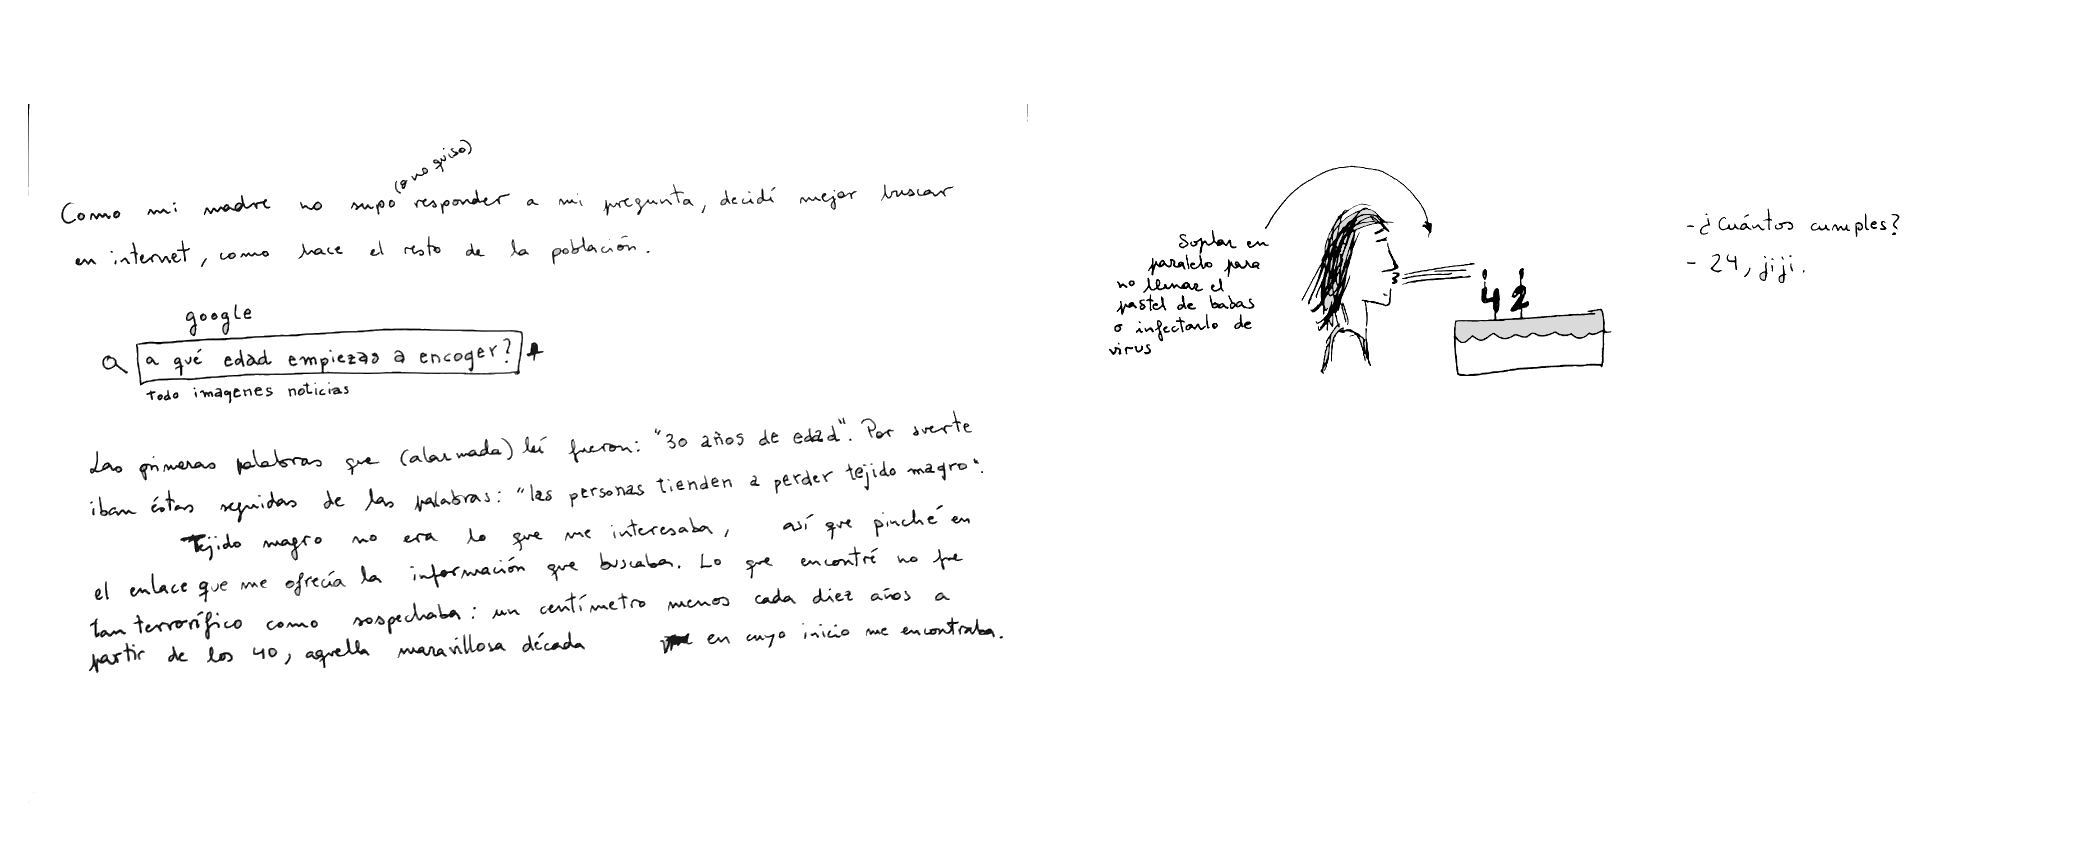 Como mi madre no supo (o no quiso) responder a mi pregunta, decidí mejor buscar
en internet, como hace el resto de la población.
google
a qué edad empiezas a encoger?
todo imagenes noticias
Las primeras palabras que (alarmada) leí fueron: "30 años de edad". Por suerte
iban éstas seguidas de las palabras: "las personas tienden a perder tejido magro".
Tejido magro no era lo que me interesaba, así que pinché en
el enlace que me ofrecía la información que buscaba. Lo que encontré no fue
tan terrorífico como sospechaba: un centímetro menos cada diez años a
partir de los 40, aquella maravillosa década en cuyo inicio me encontraba.
Soplar en
paralelo para
no llenar el
pastel de babas
o infectarlo de
virus
42
- ¿Cuántos cumples?
- 24, jiji.